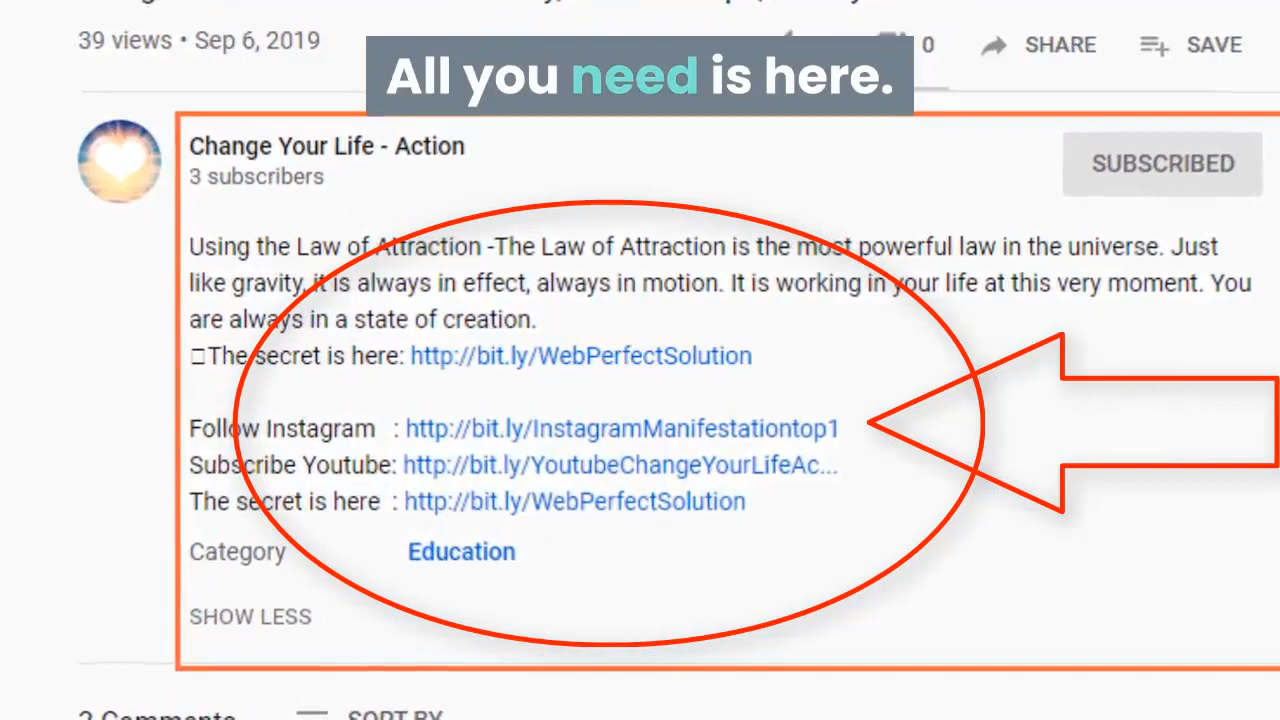 39 views • Sep 6, 2019
0 SHARE SAVE
All you need is here.
Change Your Life - Action
3 subscribers
SUBSCRIBED
Using the Law of Attraction -The Law of Attraction is the most powerful law in the universe. Just
like gravity, it is always in effect, always in motion. It is working in your life at this very moment. You
are always in a state of creation.
The secret is here: http://bit.ly/WebPerfectSolution
Follow Instagram : http://bit.ly/InstagramManifestationtop1
Subscribe Youtube: http://bit.ly/YoutubeChangeYourLifeAc...
The secret is here : http://bit.ly/WebPerfectSolution
Category Education
SHOW LESS
2 Comments SORT BY